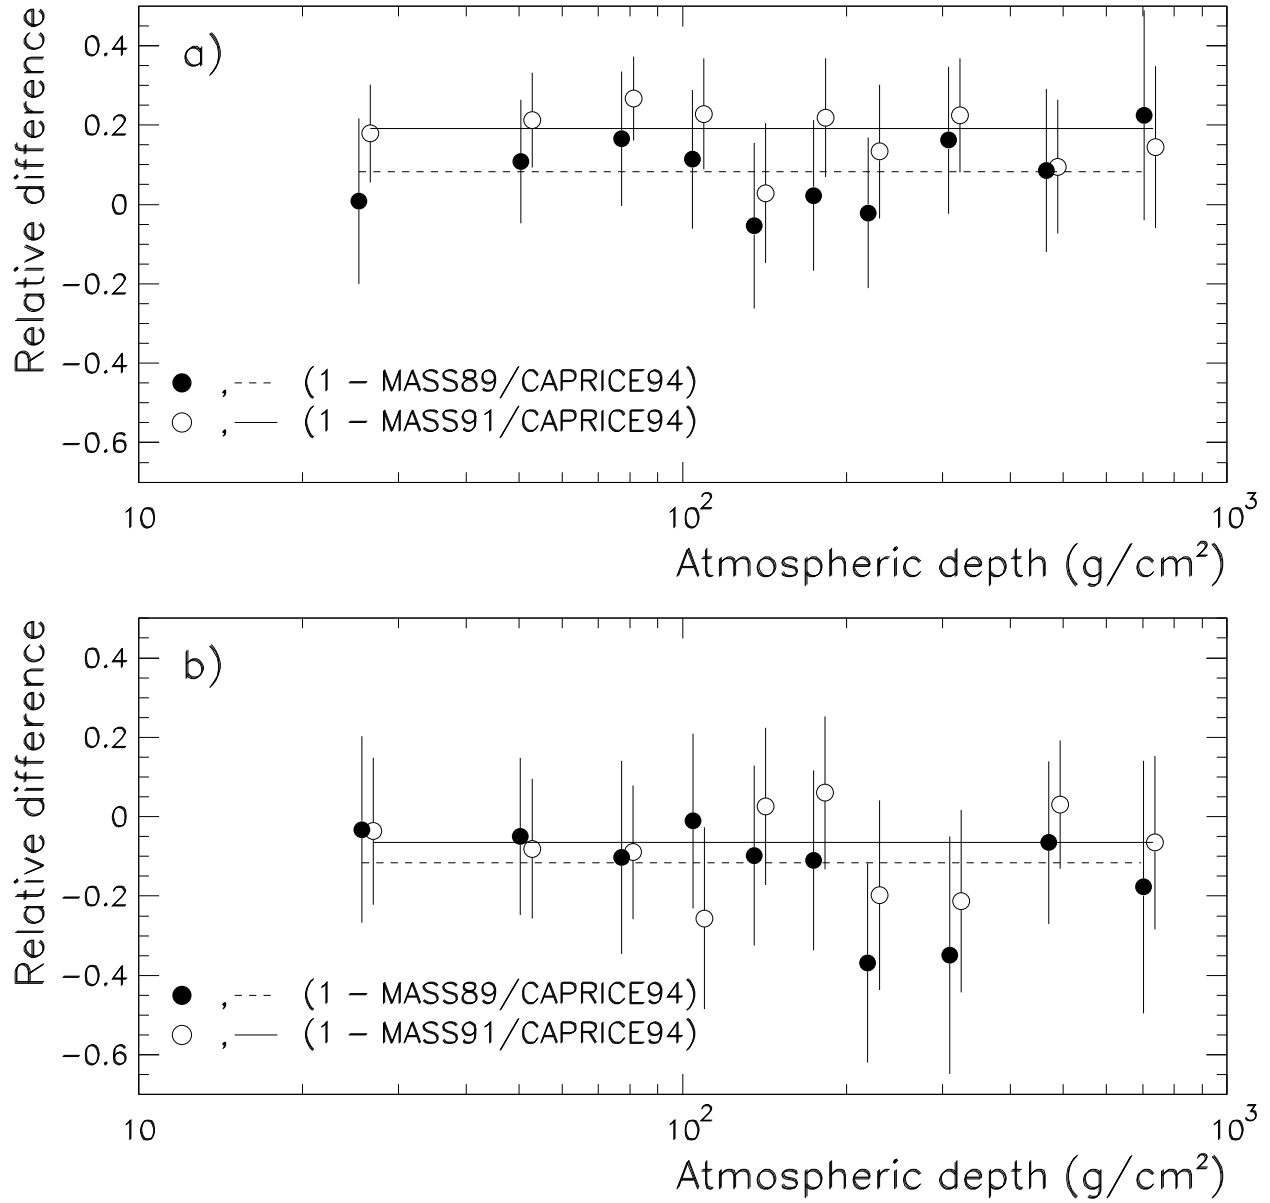 a)
Relative difference
0.4
0.2
0
−0.2
−0.4
−0.6
, (1 − MASS89/CAPRICE94)
, (1 − MASS91/CAPRICE94)
10 10² 10³
Atmospheric depth (g/cm²)
b)
Relative difference
0.4
0.2
0
−0.2
−0.4
−0.6
, (1 − MASS89/CAPRICE94)
, (1 − MASS91/CAPRICE94)
10 10² 10³
Atmospheric depth (g/cm²)